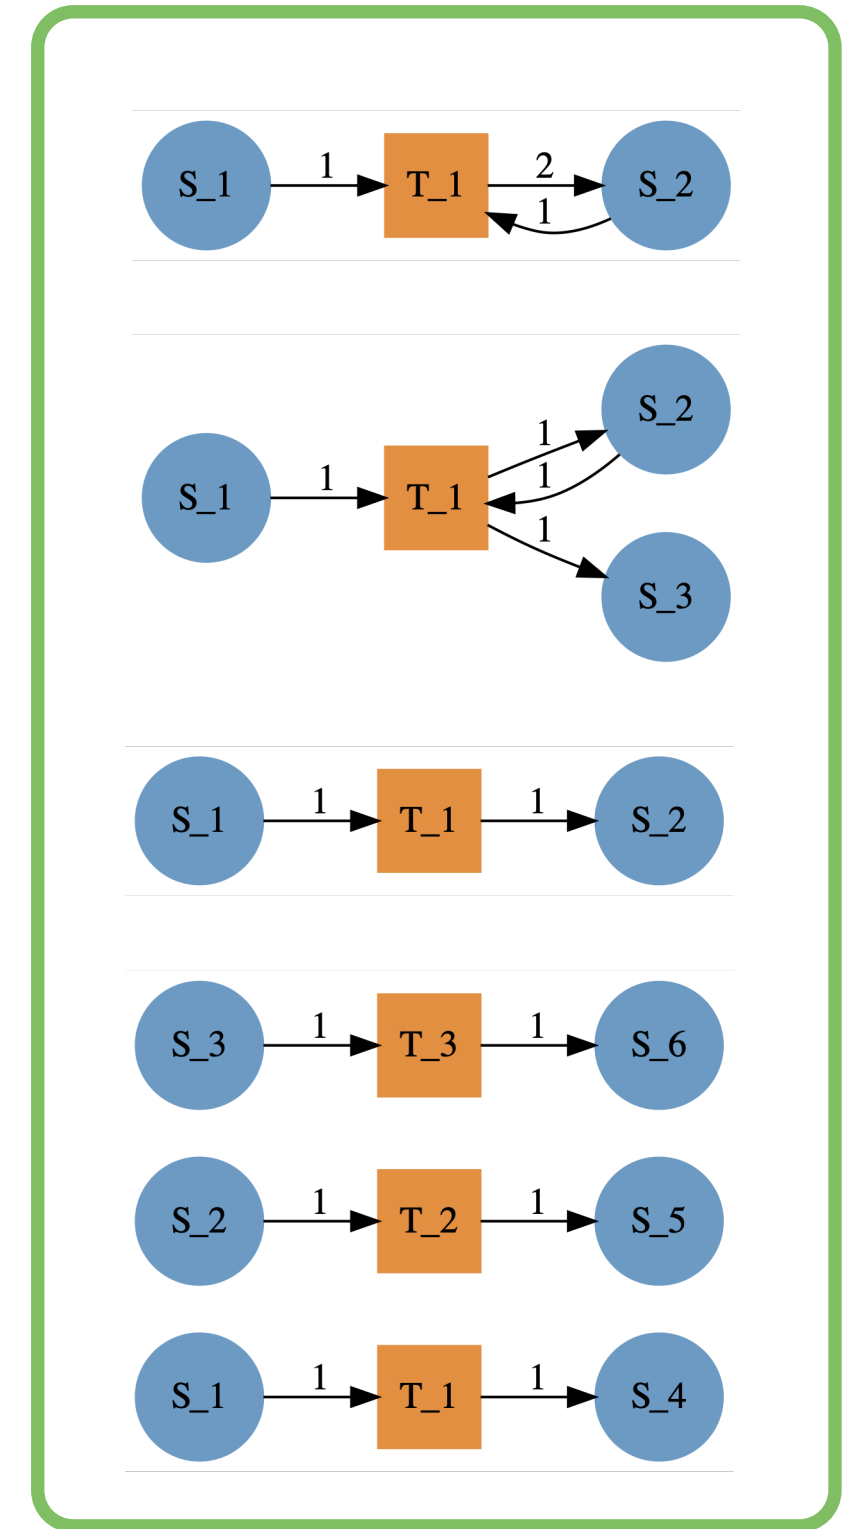 S_1 1 T_1 2 S_2
1
S_2
1
S_1 1 T_1 1
1
S_3
S_1 1 T_1 1 S_2
S_3 1 T_3 1 S_6
S_2 1 T_2 1 S_5
S_1 1 T_1 1 S_4